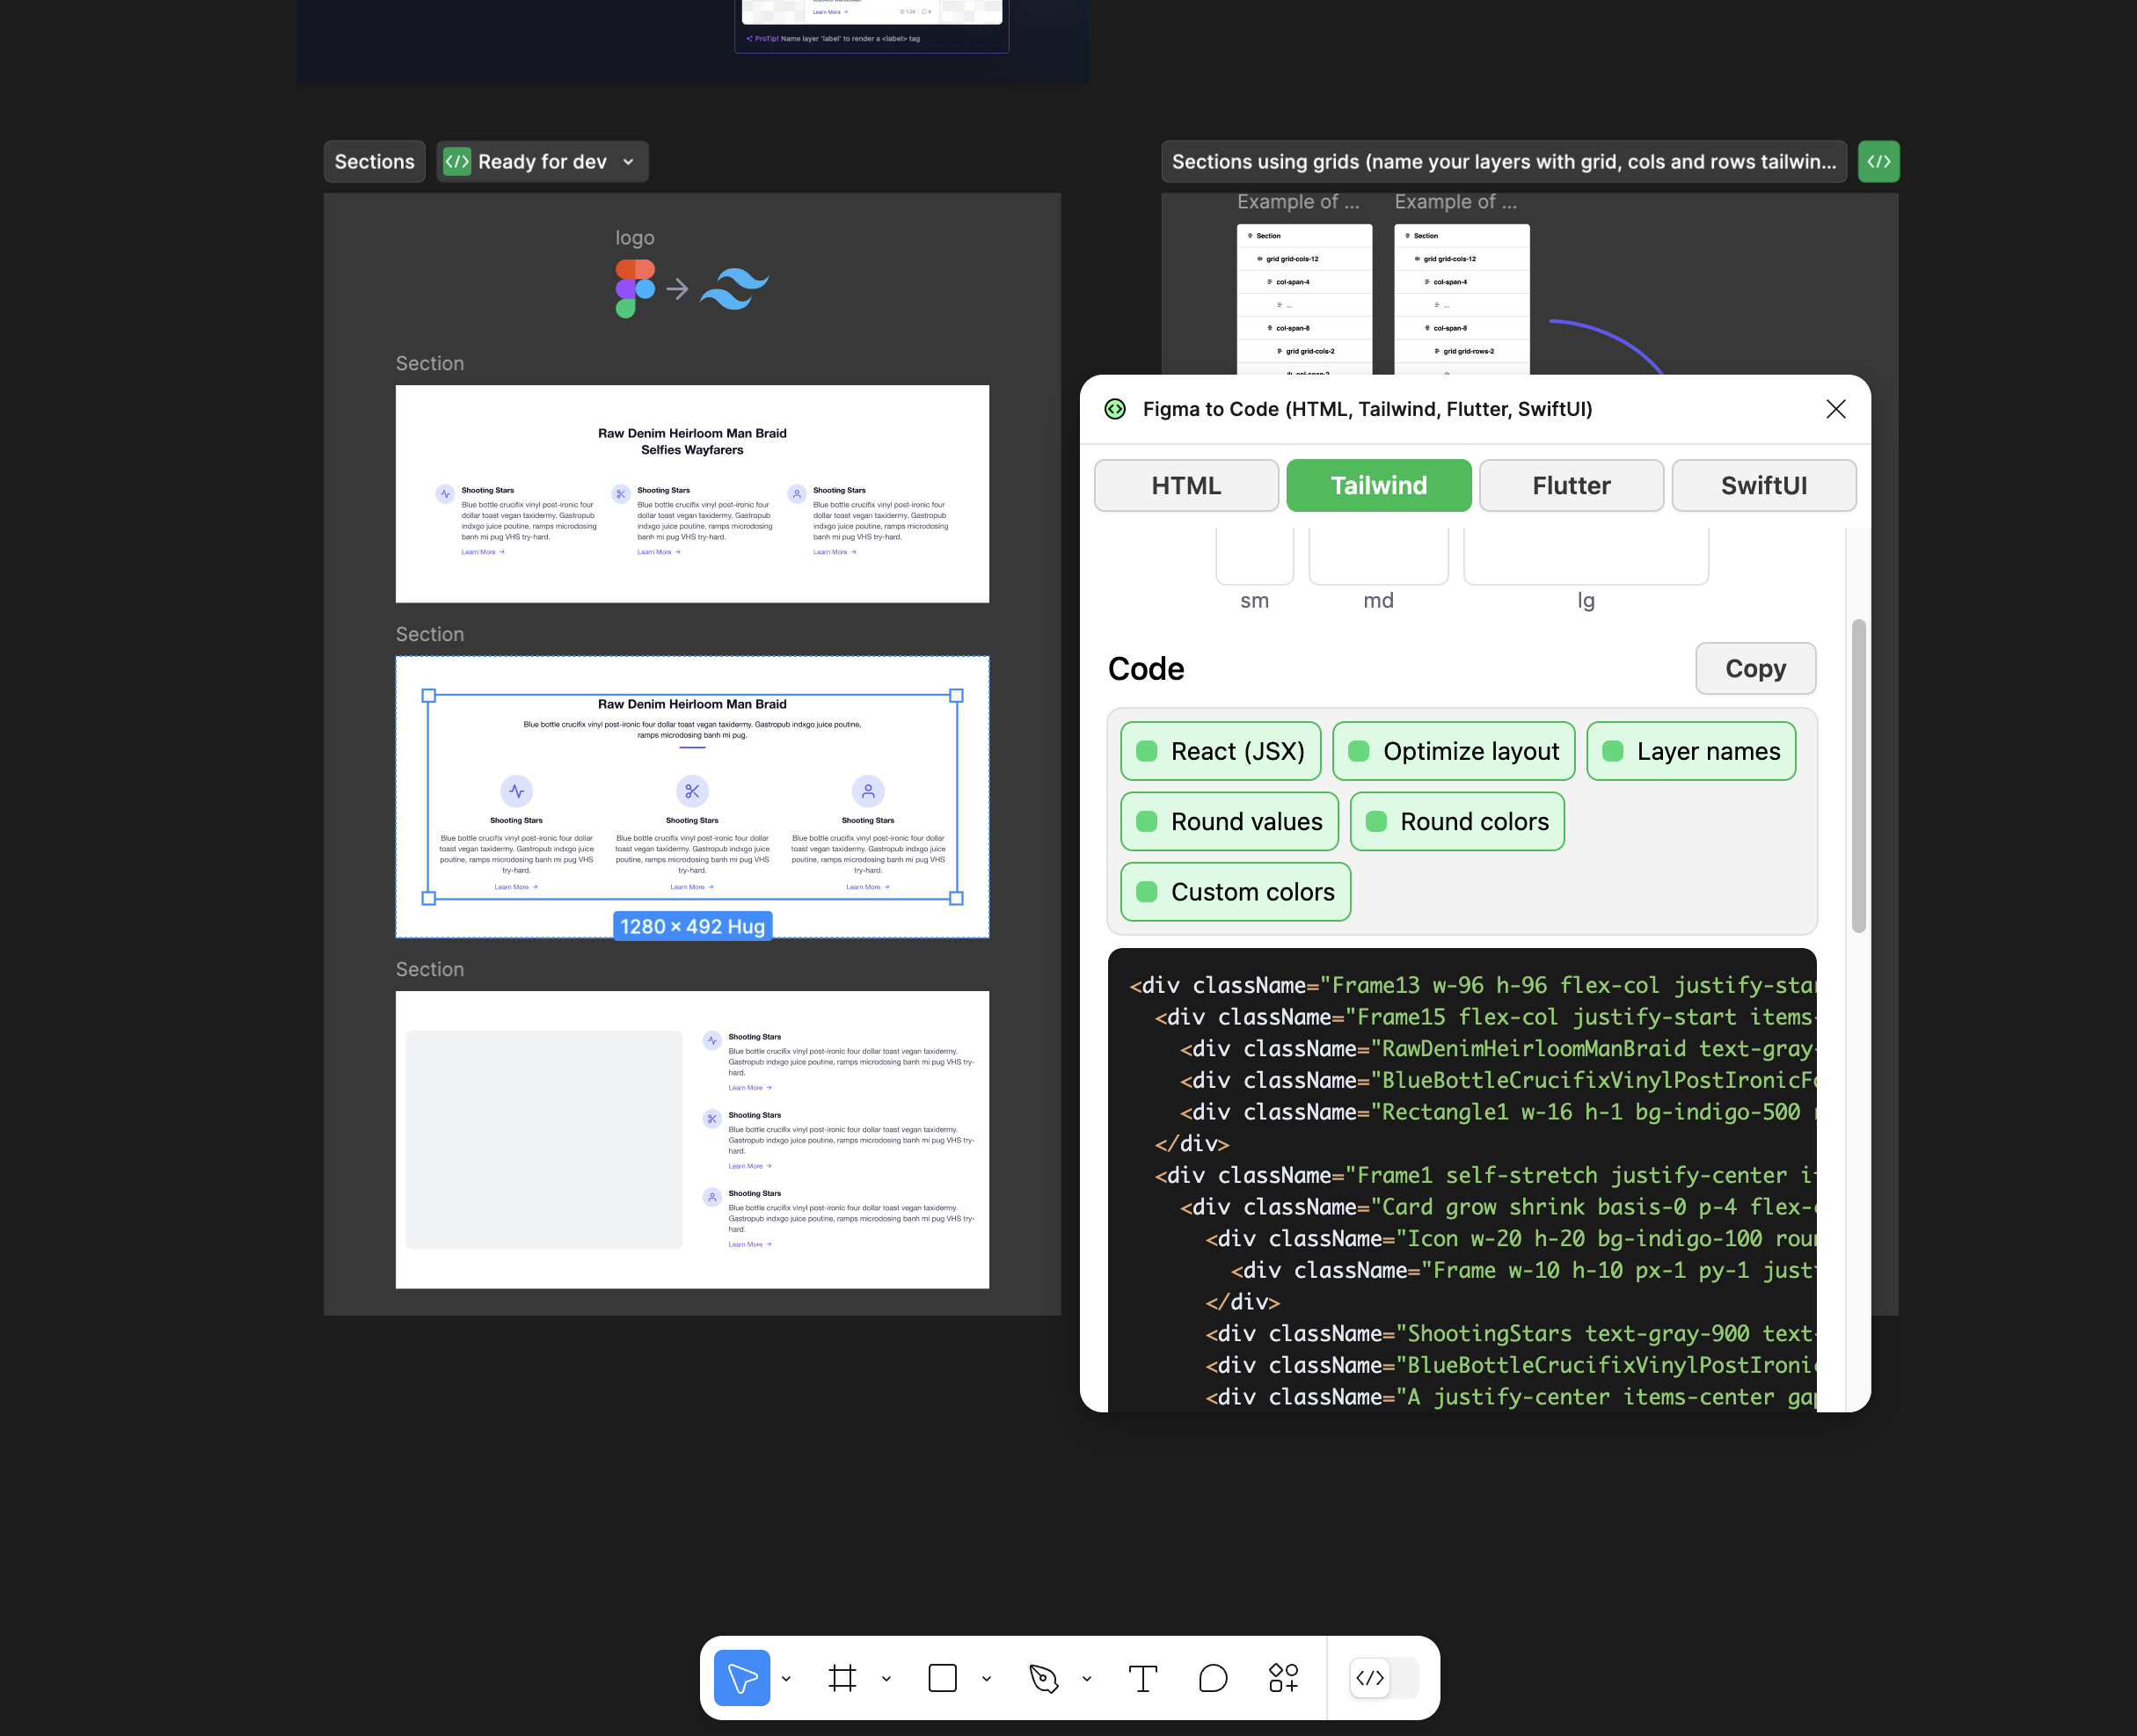 Learn More → 1.2K 6
ProTip! Name layer 'label' to render a <label> tag
Sections
</> Ready for dev
logo
Section
Raw Denim Heirloom Man Braid
Selfies Wayfarers
Shooting Stars
Blue bottle crucifix vinyl post-ironic four
dollar toast vegan taxidermy. Gastropub
indxgo juice poutine, ramps microdosing
banh mi pug VHS try-hard.
Learn More →
Shooting Stars
Blue bottle crucifix vinyl post-ironic four
dollar toast vegan taxidermy. Gastropub
indxgo juice poutine, ramps microdosing
banh mi pug VHS try-hard.
Learn More →
Shooting Stars
Blue bottle crucifix vinyl post-ironic four
dollar toast vegan taxidermy. Gastropub
indxgo juice poutine, ramps microdosing
banh mi pug VHS try-hard.
Learn More →
Section
Raw Denim Heirloom Man Braid
Blue bottle crucifix vinyl post-ironic four dollar toast vegan taxidermy. Gastropub indxgo juice poutine,
ramps microdosing banh mi pug.
Shooting Stars
Blue bottle crucifix vinyl post-ironic four dollar
toast vegan taxidermy. Gastropub indxgo juice
poutine, ramps microdosing banh mi pug VHS
try-hard.
Learn More →
Shooting Stars
Blue bottle crucifix vinyl post-ironic four dollar
toast vegan taxidermy. Gastropub indxgo juice
poutine, ramps microdosing banh mi pug VHS
try-hard.
Learn More →
Shooting Stars
Blue bottle crucifix vinyl post-ironic four dollar
toast vegan taxidermy. Gastropub indxgo juice
poutine, ramps microdosing banh mi pug VHS
try-hard.
Learn More →
1280 × 492 Hug
Section
Shooting Stars
Blue bottle crucifix vinyl post-ironic four dollar toast vegan taxidermy.
Gastropub indxgo juice poutine, ramps microdosing banh mi pug VHS try-
hard.
Learn More →
Shooting Stars
Blue bottle crucifix vinyl post-ironic four dollar toast vegan taxidermy.
Gastropub indxgo juice poutine, ramps microdosing banh mi pug VHS try-
hard.
Learn More →
Shooting Stars
Blue bottle crucifix vinyl post-ironic four dollar toast vegan taxidermy.
Gastropub indxgo juice poutine, ramps microdosing banh mi pug VHS try-
hard.
Learn More →
Sections using grids (name your layers with grid, cols and rows tailwin...
</>
Example of ...
Section
grid grid-cols-12
col-span-4
...
col-span-8
grid grid-cols-2
col-span-2
Example of ...
Section
grid grid-cols-12
col-span-4
...
col-span-8
grid grid-rows-2
Figma to Code (HTML, Tailwind, Flutter, SwiftUI)
HTML
Tailwind
Flutter
SwiftUI
sm
md
lg
Code
Copy
React (JSX)
Optimize layout
Layer names
Round values
Round colors
Custom colors
<div className="Frame13 w-96 h-96 flex-col justify-star
<div className="Frame15 flex-col justify-start items-
<div className="RawDenimHeirloomManBraid text-gray-
<div className="BlueBottleCrucifixVinylPostIronicFo
<div className="Rectangle1 w-16 h-1 bg-indigo-500 r
</div>
<div className="Frame1 self-stretch justify-center it
<div className="Card grow shrink basis-0 p-4 flex-c
<div className="Icon w-20 h-20 bg-indigo-100 roun
<div className="Frame w-10 h-10 px-1 py-1 justi
</div>
<div className="ShootingStars text-gray-900 text-
<div className="BlueBottleCrucifixVinylPostIronic
<div className="A justify-center items-center gap
</>